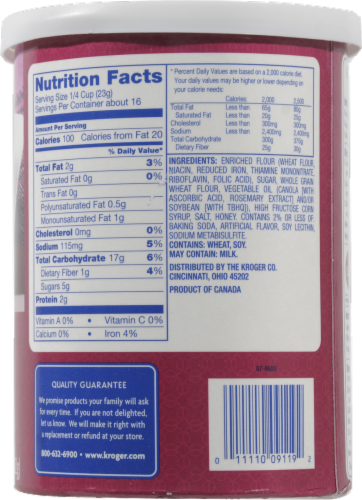 Nutrition Facts
Serving Size 1/4 Cup (23g)
Servings Per Container about 16
Amount Per Serving
Calories 100 Calories from Fat 20
% Daily Value*
Total Fat 2g 3%
Saturated Fat 0g 0%
Trans Fat 0g
Polyunsaturated Fat 0.5g
Monounsaturated Fat 1g
Cholesterol 0mg 0%
Sodium 115mg 5%
Total Carbohydrate 17g 6%
Dietary Fiber 1g 4%
Sugars 5g
Protein 2g
Vitamin A 0% • Vitamin C 0%
Calcium 0% • Iron 4%
* Percent Daily Values are based on a 2,000 calorie diet.
Your daily values may be higher or lower depending on
your calorie needs:
Calories: 2,000 2,500
Total Fat Less than 65g 80g
Saturated Fat Less than 20g 25g
Cholesterol Less than 300mg 300mg
Sodium Less than 2,400mg 2,400mg
Total Carbohydrate 300g 375g
Dietary Fiber 25g 30g
INGREDIENTS: ENRICHED FLOUR (WHEAT FLOUR,
NIACIN, REDUCED IRON, THIAMINE MONONITRATE,
RIBOFLAVIN, FOLIC ACID), SUGAR, WHOLE GRAIN
WHEAT FLOUR, VEGETABLE OIL (CANOLA [WITH
ASCORBIC ACID, ROSEMARY EXTRACT] AND/OR
SOYBEAN [WITH TBHQ]), HIGH FRUCTOSE CORN
SYRUP, SALT, HONEY. CONTAINS 2% OR LESS OF
BAKING SODA, ARTIFICIAL FLAVOR, SOY LECITHIN,
SODIUM METABISULFITE.
CONTAINS: WHEAT, SOY.
MAY CONTAIN: MILK.
DISTRIBUTED BY THE KROGER CO.
CINCINNATI, OHIO 45202
PRODUCT OF CANADA
QUALITY GUARANTEE
We promise products your family will ask
for every time. If you are not delighted,
let us know. We will make it right with
a replacement or refund at your store.
800-632-6900 • www.kroger.com
0 11110 09119 2